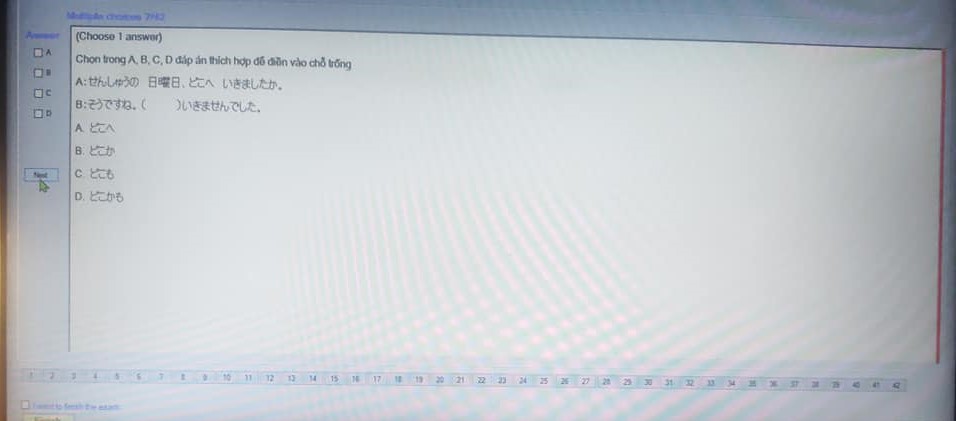 Multiple choices 7/42
Answer
(Choose 1 answer)
A
Chọn trong A, B, C, D đáp án thích hợp để điền vào chỗ trống
B
A:せんしゅうの 日曜日、どこへ いきましたか。
C
B:そうですね。( )いきませんでした。
D
A. どこへ
B. どこか
Next
C. どこも
D. どこかも
1 2 3 4 5 6 7 8 9 10 11 12 13 14 15 16 17 18 19 20 21 22 23 24 25 26 27 28 29 30 31 32 33 34 35 36 37 38 39 40 41 42
I want to finish the exam.
Finish